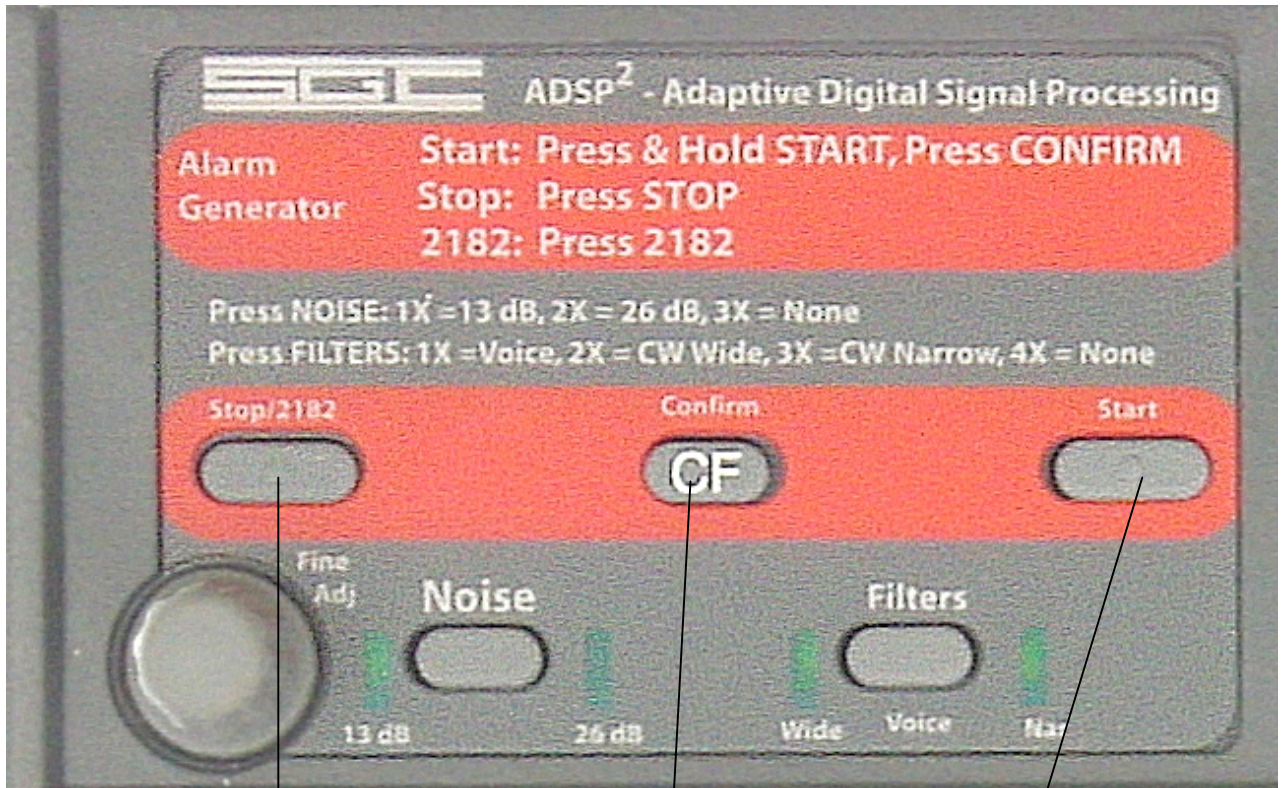 SGC ADSP² - Adaptive Digital Signal Processing
Alarm Generator
Start: Press & Hold START, Press CONFIRM
Stop: Press STOP
2182: Press 2182
Press NOISE: 1X =13 dB, 2X = 26 dB, 3X = None
Press FILTERS: 1X =Voice, 2X = CW Wide, 3X =CW Narrow, 4X = None
Stop/2182 Confirm Start
CF
Fine
Adj
Noise Filters
13 dB 26 dB Wide Voice